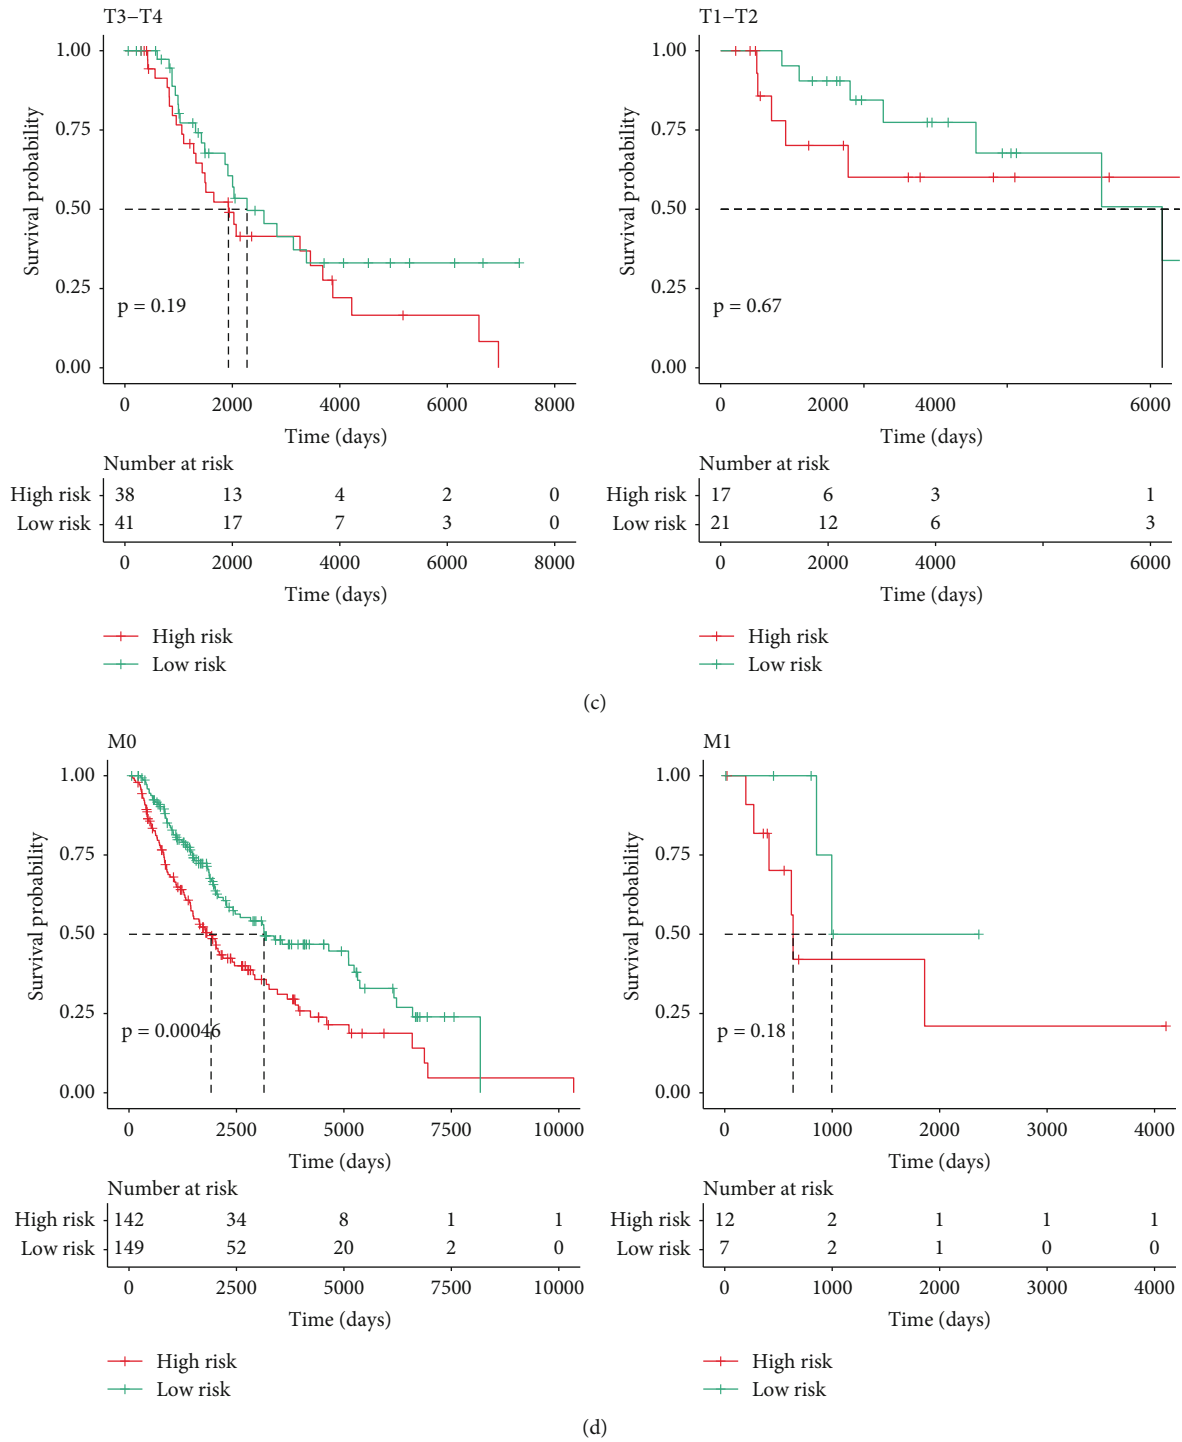 T3–T4
Survival probability
1.00
0.75
0.50
0.25
0.00
p = 0.19
0 2000 4000 6000 8000
Time (days)
Number at risk
High risk 38 13 4 2 0
Low risk 41 17 7 3 0
0 2000 4000 6000 8000
Time (days)
High risk
Low risk
T1–T2
Survival probability
1.00
0.75
0.50
0.25
0.00
p = 0.67
0 2000 4000 6000
Time (days)
Number at risk
High risk 17 6 3 1
Low risk 21 12 6 3
0 2000 4000 6000
Time (days)
High risk
Low risk
(c)
M0
Survival probability
1.00
0.75
0.50
0.25
0.00
p = 0.00046
0 2500 5000 7500 10000
Time (days)
Number at risk
High risk 142 34 8 1 1
Low risk 149 52 20 2 0
0 2500 5000 7500 10000
Time (days)
High risk
Low risk
M1
Survival probability
1.00
0.75
0.50
0.25
0.00
p = 0.18
0 1000 2000 3000 4000
Time (days)
Number at risk
High risk 12 2 1 1 1
Low risk 7 2 1 0 0
0 1000 2000 3000 4000
Time (days)
High risk
Low risk
(d)